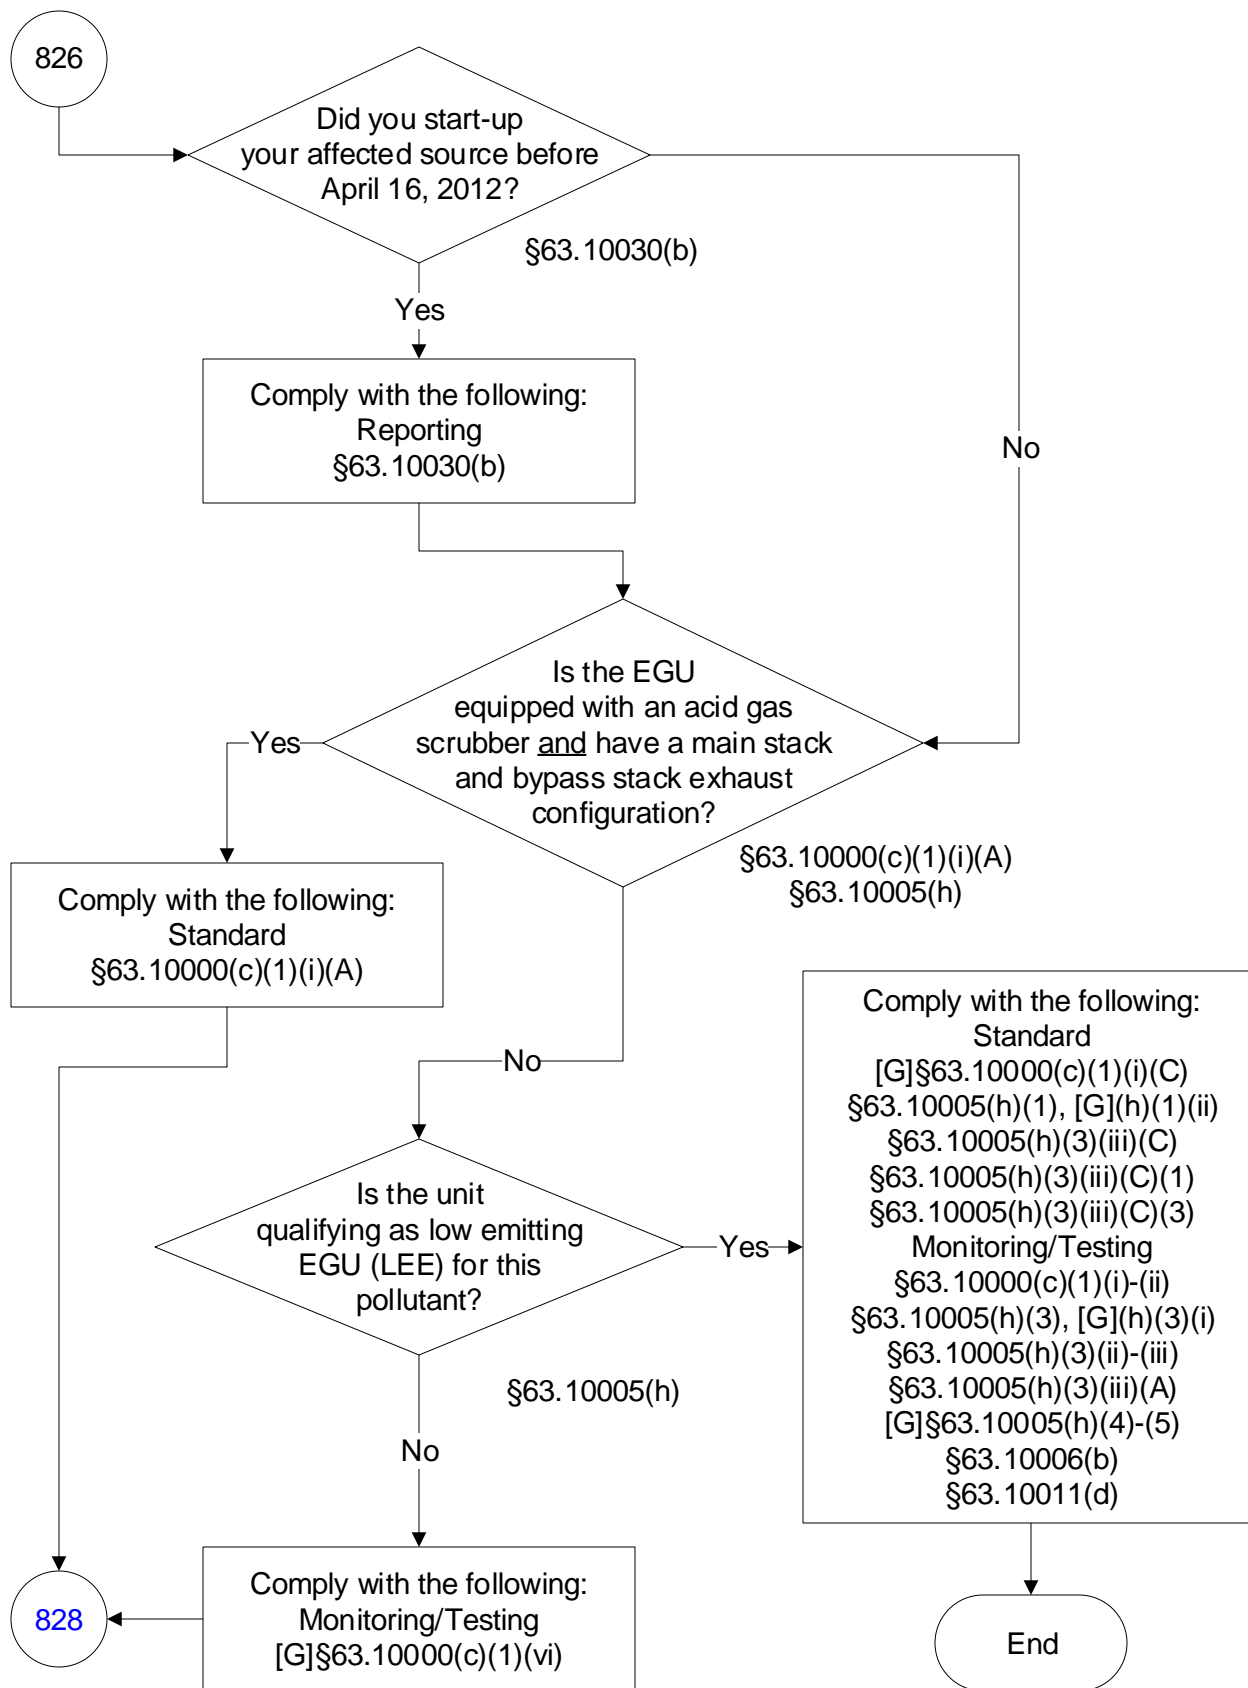 826
Did you start-up
your affected source before
April 16, 2012?
§63.10030(b)
Yes
Comply with the following:
Reporting
§63.10030(b)
No
Is the EGU
equipped with an acid gas
scrubber and have a main stack
and bypass stack exhaust
configuration?
Yes
§63.10000(c)(1)(i)(A)
§63.10005(h)
Comply with the following:
Standard
§63.10000(c)(1)(i)(A)
No
Is the unit
qualifying as low emitting
EGU (LEE) for this
pollutant?
Yes
§63.10005(h)
No
Comply with the following:
Standard
[G]§63.10000(c)(1)(i)(C)
§63.10005(h)(1), [G](h)(1)(ii)
§63.10005(h)(3)(iii)(C)
§63.10005(h)(3)(iii)(C)(1)
§63.10005(h)(3)(iii)(C)(3)
Monitoring/Testing
§63.10000(c)(1)(i)-(ii)
§63.10005(h)(3), [G](h)(3)(i)
§63.10005(h)(3)(ii)-(iii)
§63.10005(h)(3)(iii)(A)
[G]§63.10005(h)(4)-(5)
§63.10006(b)
§63.10011(d)
828
Comply with the following:
Monitoring/Testing
[G]§63.10000(c)(1)(vi)
End